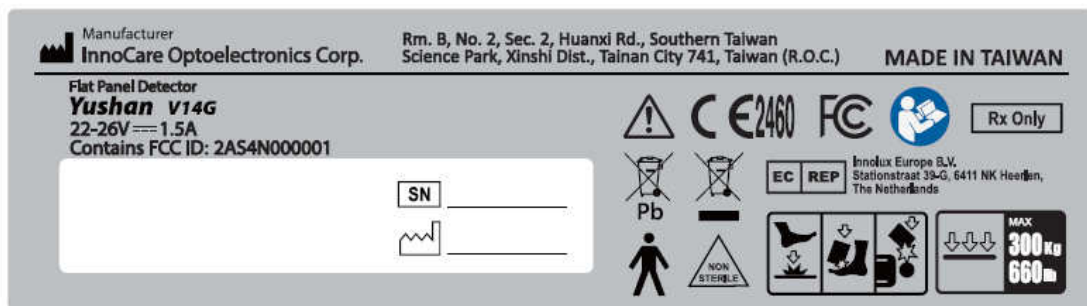 Manufacturer
InnoCare Optoelectronics Corp.
Rm. B, No. 2, Sec. 2, Huanxi Rd., Southern Taiwan
Science Park, Xinshi Dist., Tainan City 741, Taiwan (R.O.C.)
MADE IN TAIWAN
Flat Panel Detector
Yushan V14G
22-26V⎓1.5A
Contains FCC ID: 2AS4N000001
SN
CE2460 FC Rx Only
Pb
EC REP
Innolux Europe B.V.
Stationstraat 39-G, 6411 NK Heerlen,
The Netherlands
NON
STERILE
MAX
300Kg
660lb